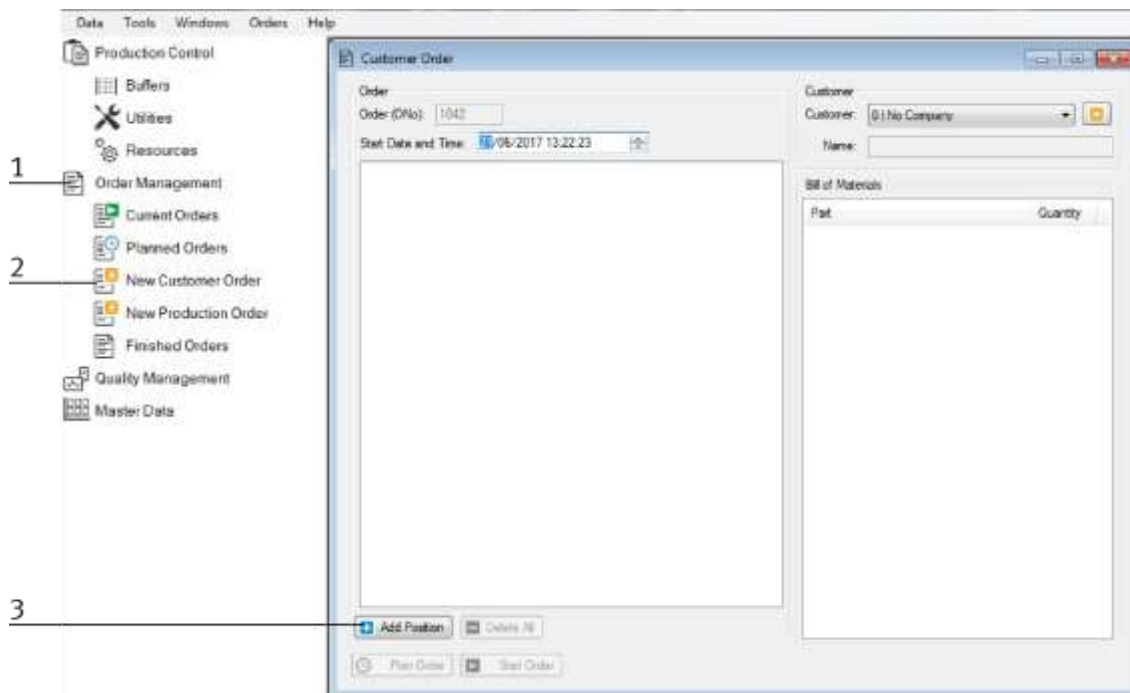 Data Tools Windows Orders Help
Production Control
Buffers
Utilities
Resources
1
Order Management
Current Orders
Planned Orders
2
New Customer Order
New Production Order
Finished Orders
Quality Management
Master Data
Customer Order
Order
Order (ONo): 1042
Start Date and Time: /06/2017 13:22:23
Customer
Customer: 0 | No Company
Name:
Bill of Materials
Part Quantity
3
Add Position Delete All
Plan Order Start Order